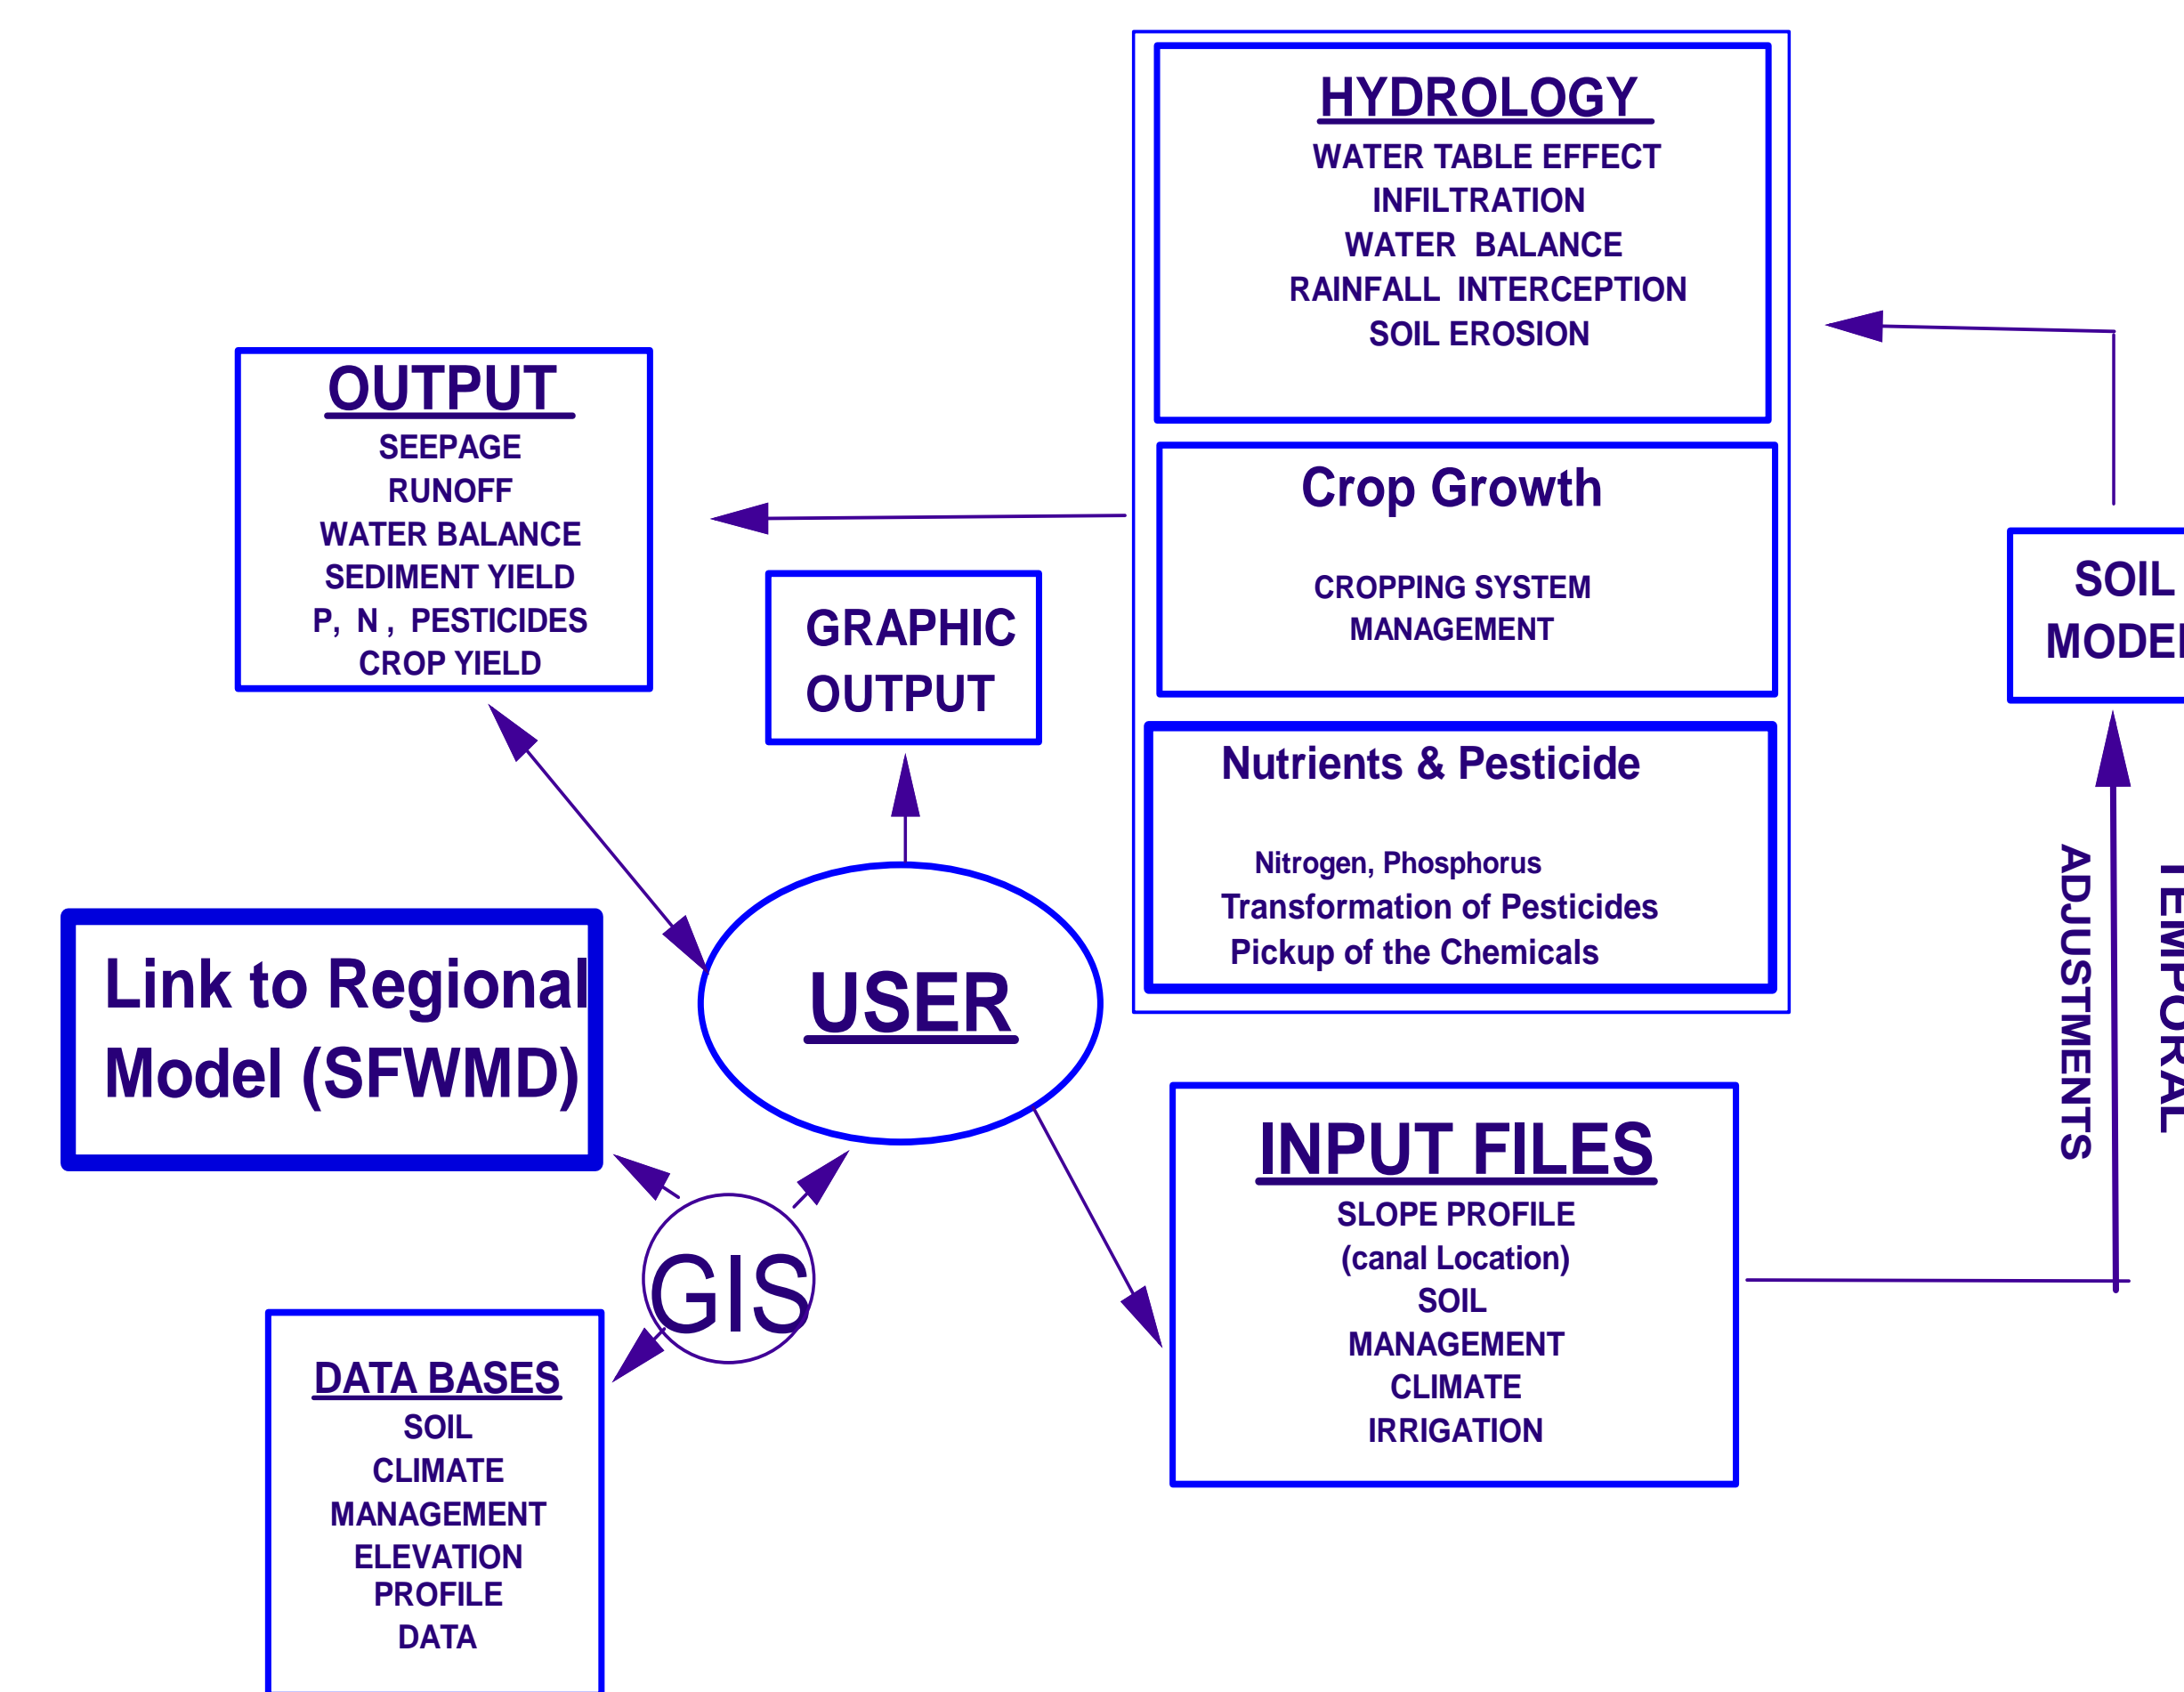 HYDROLOGY
WATER TABLE EFFECT
INFILTRATION
WATER BALANCE
RAINFALL INTERCEPTION
SOIL EROSION
OUTPUT
SEEPAGE
RUNOFF
WATER BALANCE
SEDIMENT YIELD
P, N , PESTICIDES
CROP YIELD
Crop Growth
CROPPING SYSTEM
MANAGEMENT
GRAPHIC
OUTPUT
SOIL
MODEL
Nutrients & Pesticide
Nitrogen, Phosphorus
Transformation of Pesticides
Pickup of the Chemicals
TEMPORAL
ADJUSTMENTS
Link to Regional
Model (SFWMD)
USER
INPUT FILES
SLOPE PROFILE
(canal Location)
SOIL
MANAGEMENT
CLIMATE
IRRIGATION
GIS
DATA BASES
SOIL
CLIMATE
MANAGEMENT
ELEVATION
PROFILE
DATA